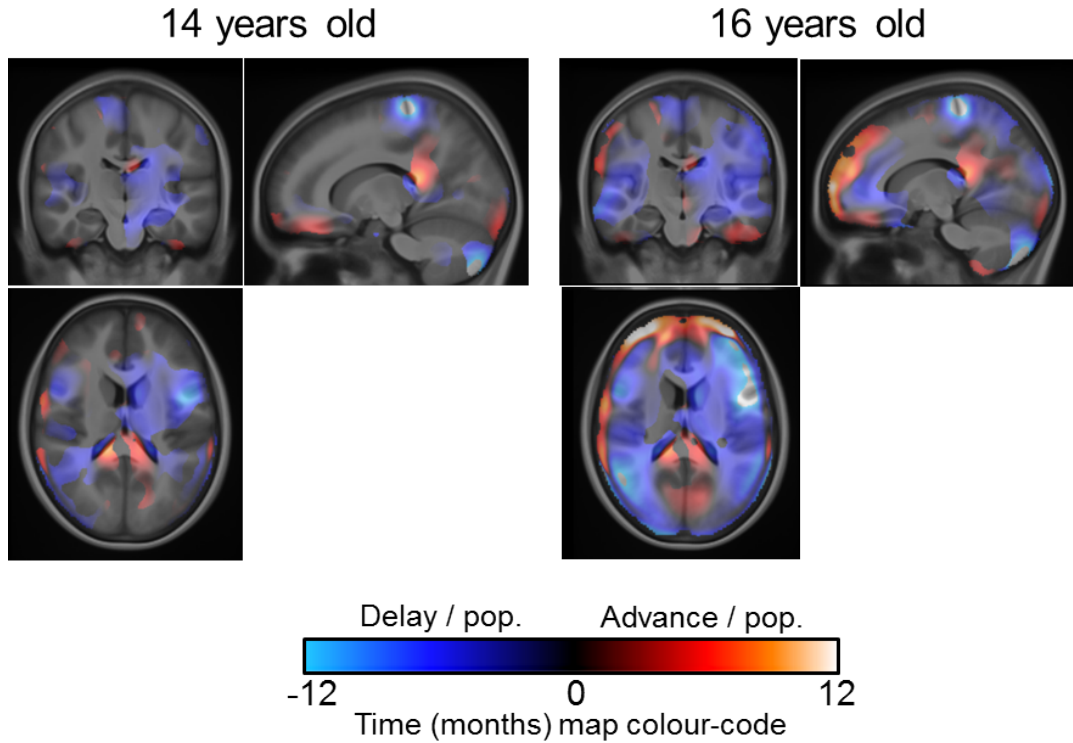 14 years old
16 years old
Delay / pop.
Advance / pop.
-12
0
12
Time (months) map colour-code